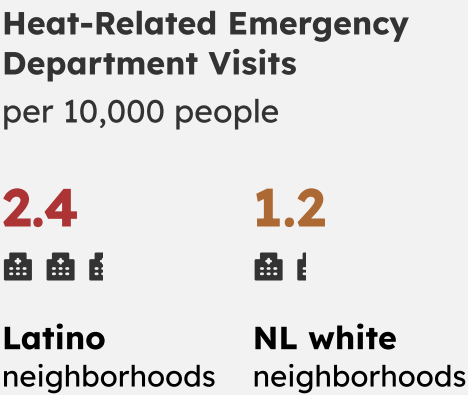 Heat-Related Emergency
Department Visits
per 10,000 people
2.4 1.2
Latino NL white
neighborhoods neighborhoods